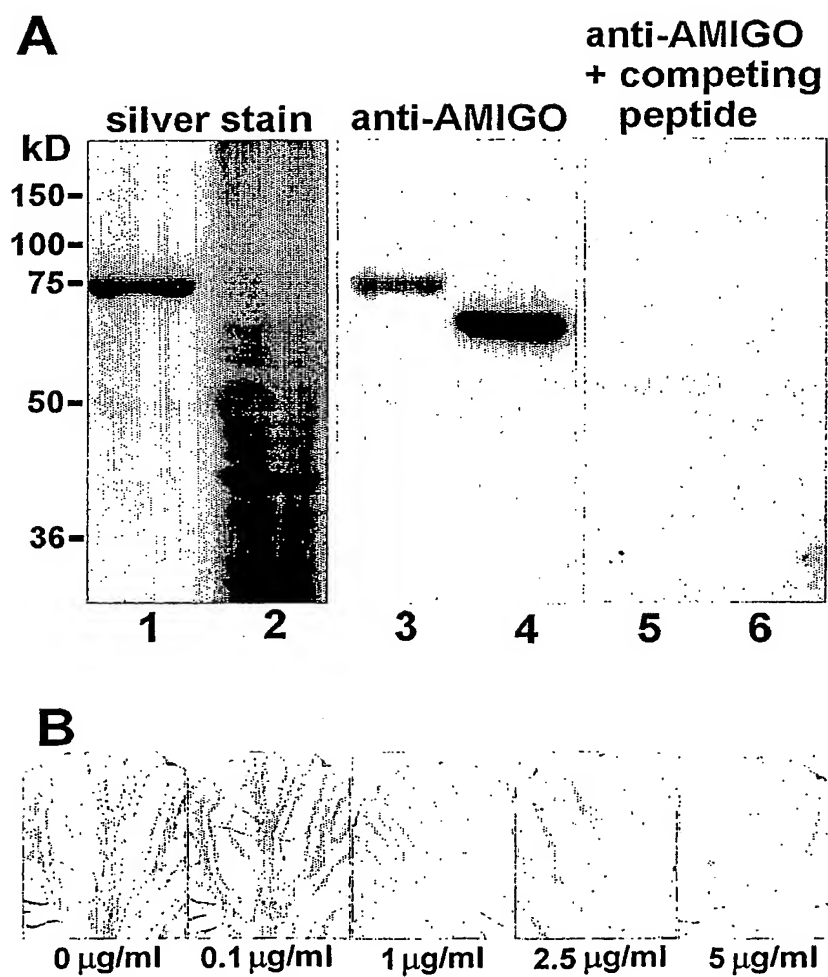 A
silver stain
anti-AMIGO
anti-AMIGO
+ competing
peptide
kD
150
100
75
50
36
1 2 3 4 5 6
B
0 µg/ml 0.1 µg/ml 1 µg/ml 2.5 µg/ml 5 µg/ml